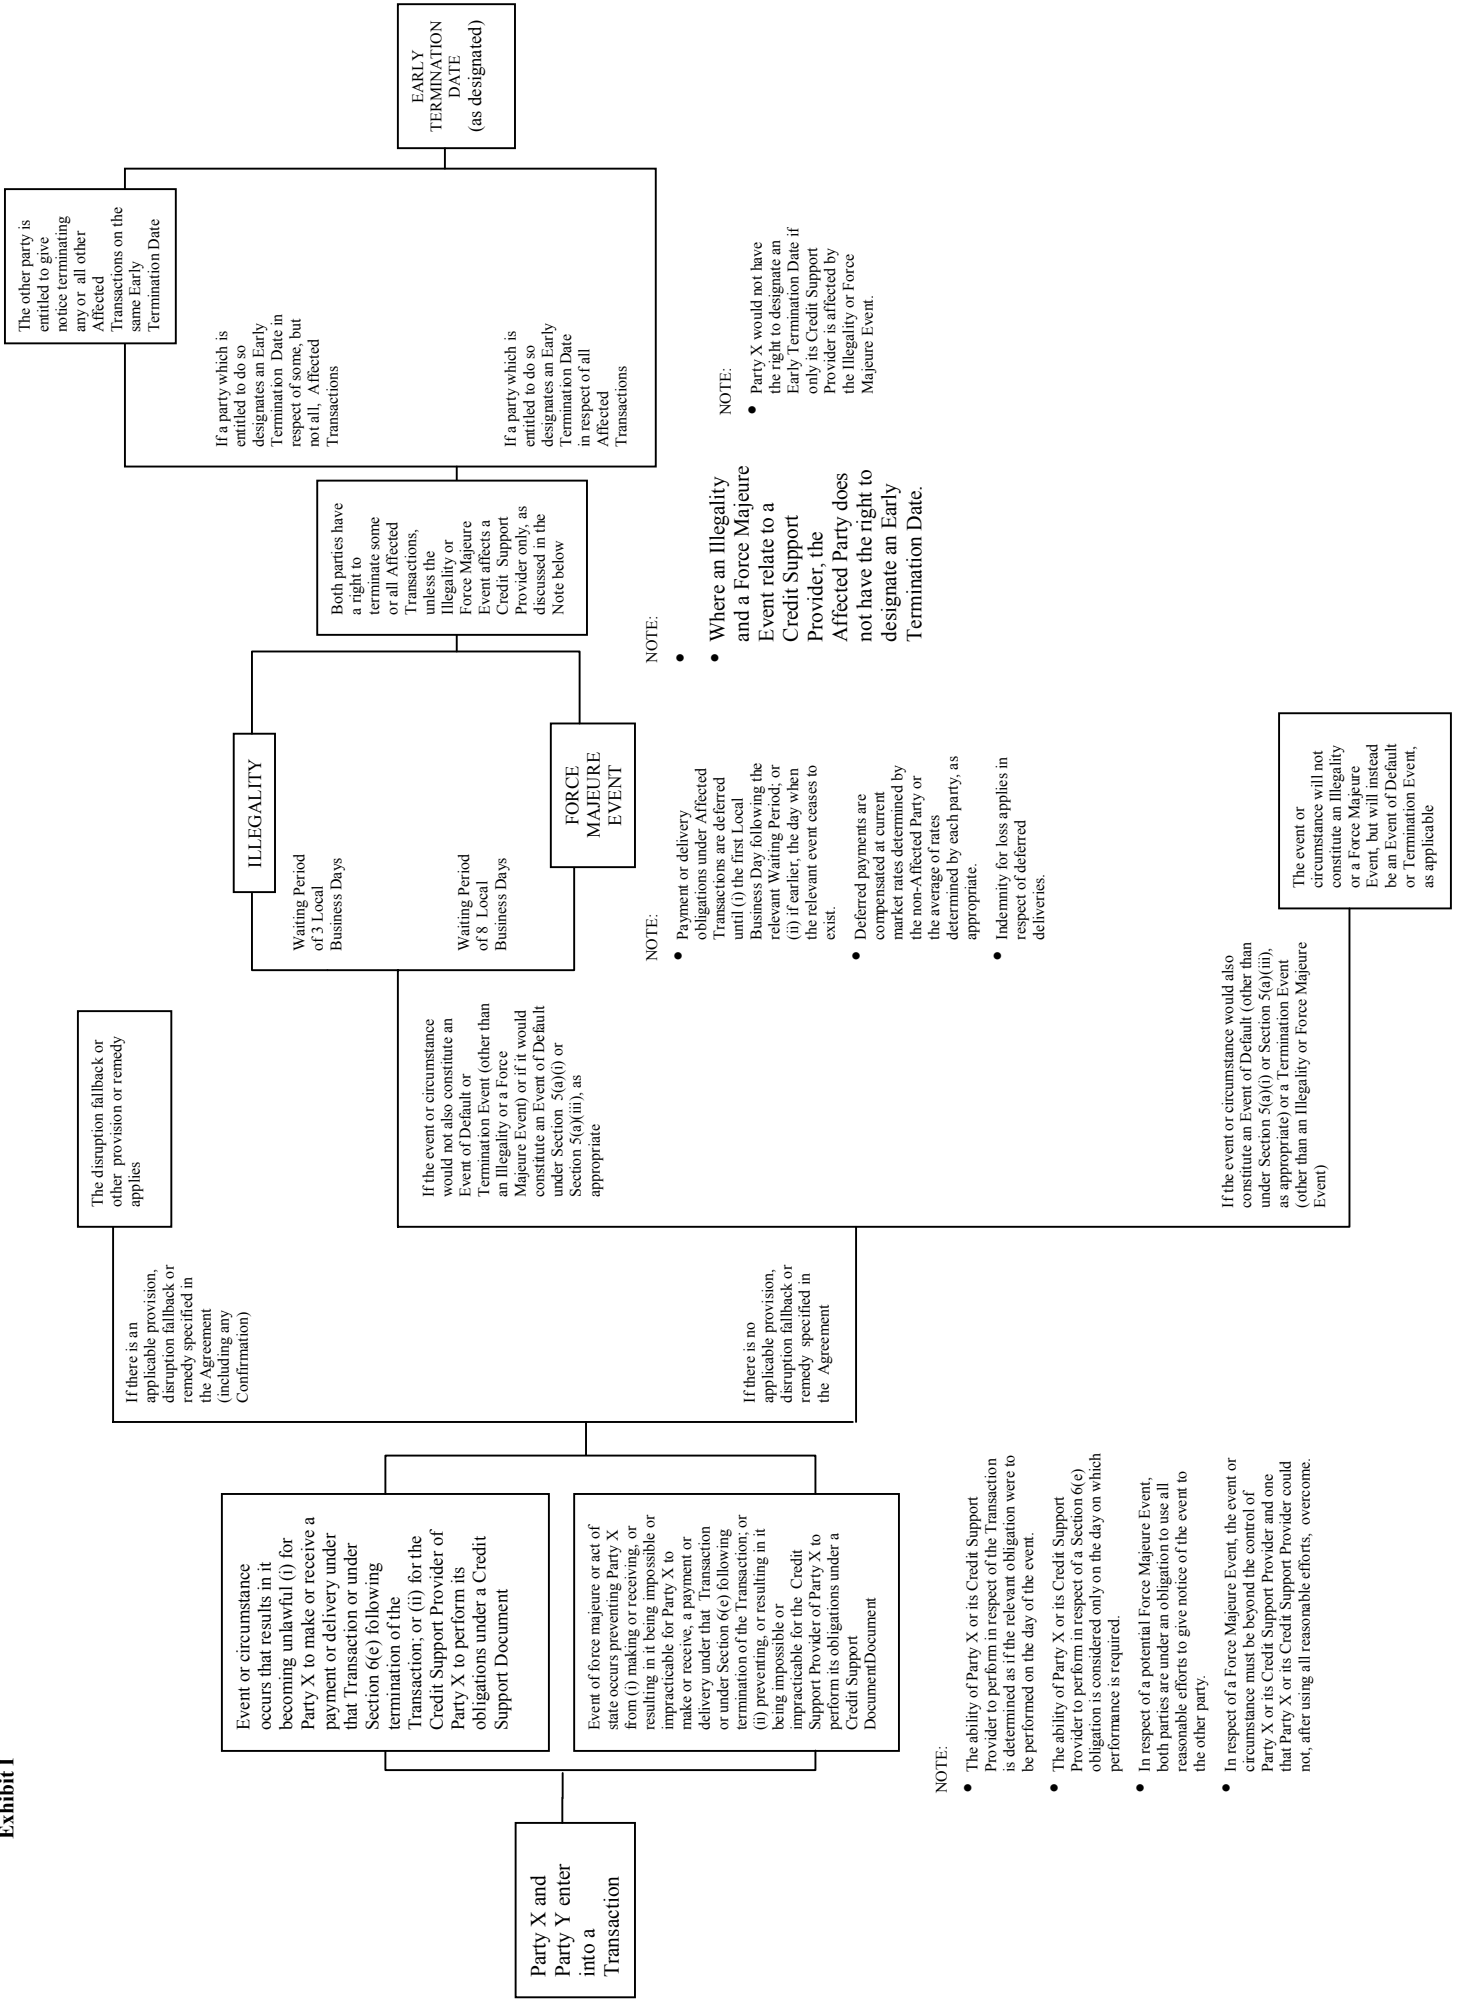 Exhibit I
Party X and
Party Y enter
into a
Transaction
Event or circumstance
occurs that results in it
becoming unlawful (i) for
Party X to make or receive a
payment or delivery under
that Transaction or under
Section 6(e) following
termination of the
Transaction; or (ii) for the
Credit Support Provider of
Party X to perform its
obligations under a Credit
Support Document
Event of force majeure or act of
state occurs preventing Party X
from (i) making or receiving, or
resulting in it being impossible or
impracticable for Party X to
make or receive, a payment or
delivery under that Transaction
or under Section 6(e) following
termination of the Transaction; or
(ii) preventing, or resulting in it
being impossible or
impracticable for the Credit
Support Provider of Party X to
perform its obligations under a
Credit Support
DocumentDocument
NOTE:
• The ability of Party X or its Credit Support
Provider to perform in respect of the Transaction
is determined as if the relevant obligation were to
be performed on the day of the event.
• The ability of Party X or its Credit Support
Provider to perform in respect of a Section 6(e)
obligation is considered only on the day on which
performance is required.
• In respect of a potential Force Majeure Event,
both parties are under an obligation to use all
reasonable efforts to give notice of the event to
the other party.
• In respect of a Force Majeure Event, the event or
circumstance must be beyond the control of
Party X or its Credit Support Provider and one
that Party X or its Credit Support Provider could
not, after using all reasonable efforts, overcome.
If there is an
applicable provision,
disruption fallback or
remedy specified in
the Agreement
(including any
Confirmation)
If there is no
applicable provision,
disruption fallback or
remedy specified in
the Agreement
The disruption fallback or
other provision or remedy
applies
If the event or circumstance
would not also constitute an
Event of Default or
Termination Event (other than
an Illegality or a Force
Majeure Event) or if it would
constitute an Event of Default
under Section 5(a)(i) or
Section 5(a)(iii), as
appropriate
If the event or circumstance would also
constitute an Event of Default (other than
under Section 5(a)(i) or Section 5(a)(iii),
as appropriate) or a Termination Event
(other than an Illegality or Force Majeure
Event)
Waiting Period
of 3 Local
Business Days
Waiting Period
of 8 Local
Business Days
ILLEGALITY
FORCE
MAJEURE
EVENT
NOTE:
• Payment or delivery
obligations under Affected
Transactions are deferred
until (i) the first Local
Business Day following the
relevant Waiting Period; or
(ii) if earlier, the day when
the relevant event ceases to
exist.
• Deferred payments are
compensated at current
market rates determined by
the non-Affected Party or
the average of rates
determined by each party, as
appropriate.
• Indemnity for loss applies in
respect of deferred
deliveries.
The event or
circumstance will not
constitute an Illegality
or a Force Majeure
Event, but will instead
be an Event of Default
or Termination Event,
as applicable
Both parties have
a right to
terminate some
or all Affected
Transactions,
unless the
Illegality or
Force Majeure
Event affects a
Credit Support
Provider only, as
discussed in the
Note below
NOTE:
•
• Where an Illegality
and a Force Majeure
Event relate to a
Credit Support
Provider, the
Affected Party does
not have the right to
designate an Early
Termination Date.
If a party which is
entitled to do so
designates an Early
Termination Date in
respect of some, but
not all, Affected
Transactions
If a party which is
entitled to do so
designates an Early
Termination Date
in respect of all
Affected
Transactions
NOTE:
• Party X would not have
the right to designate an
Early Termination Date if
only its Credit Support
Provider is affected by
the Illegality or Force
Majeure Event.
The other party is
entitled to give
notice terminating
any or all other
Affected
Transactions on the
same Early
Termination Date
EARLY
TERMINATION
DATE
(as designated)